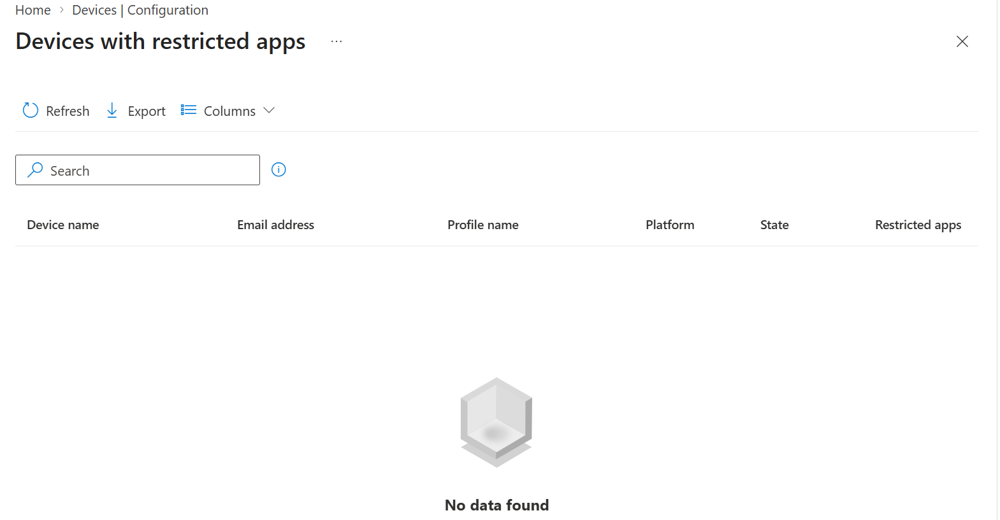 Home > Devices | Configuration
Devices with restricted apps ...
Refresh Export Columns
Search
Device name Email address Profile name Platform State Restricted apps
No data found